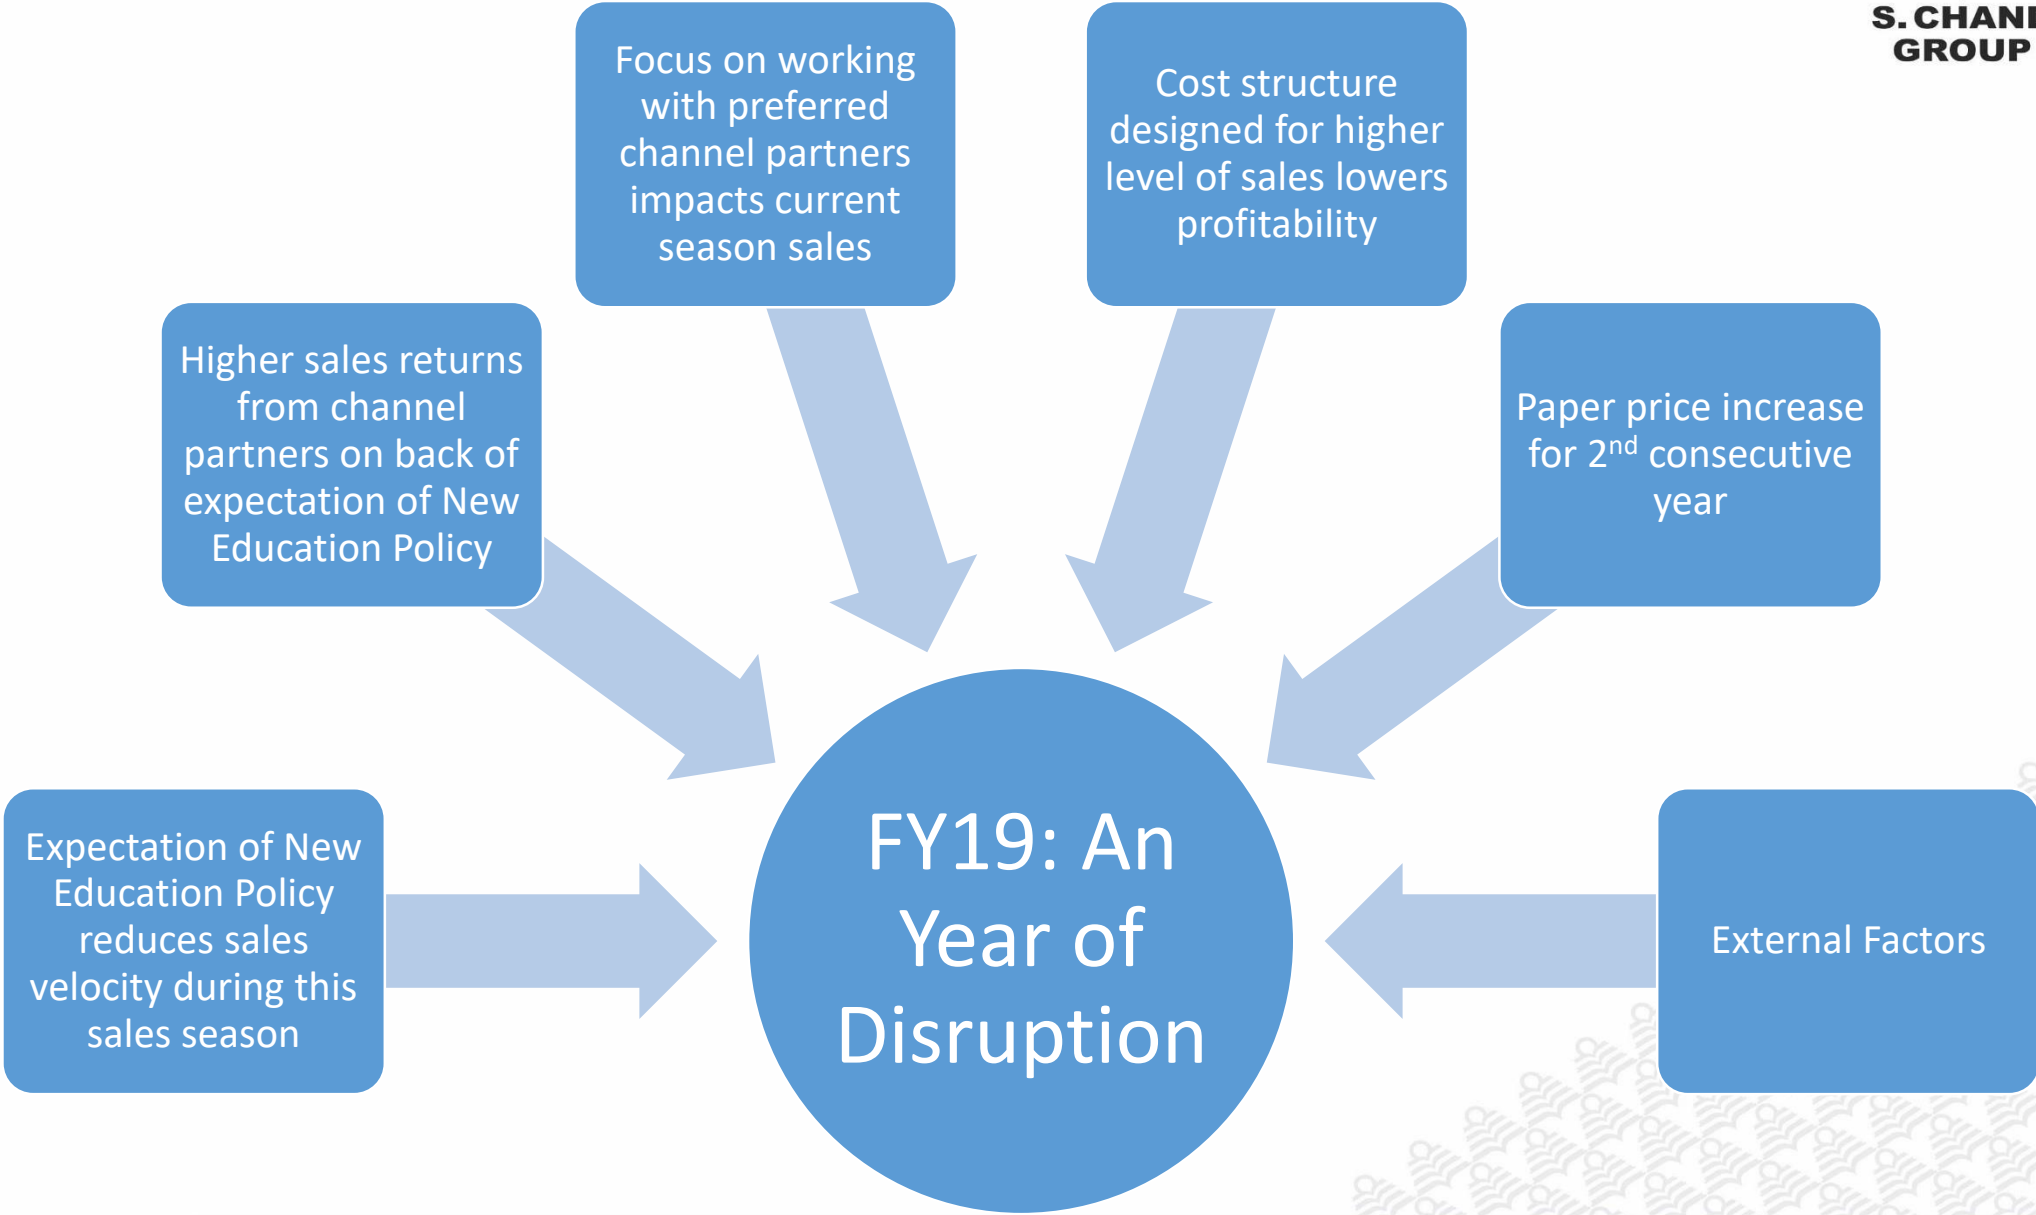 S. CHAN
GROUP
Focus on working
with preferred
channel partners
impacts current
season sales
Cost structure
designed for higher
level of sales lowers
profitability
Higher sales returns
from channel
partners on back of
expectation of New
Education Policy
Paper price increase
for 2nd consecutive
year
Expectation of New
Education Policy
reduces sales
velocity during this
sales season
FY19: An
Year of
Disruption
External Factors